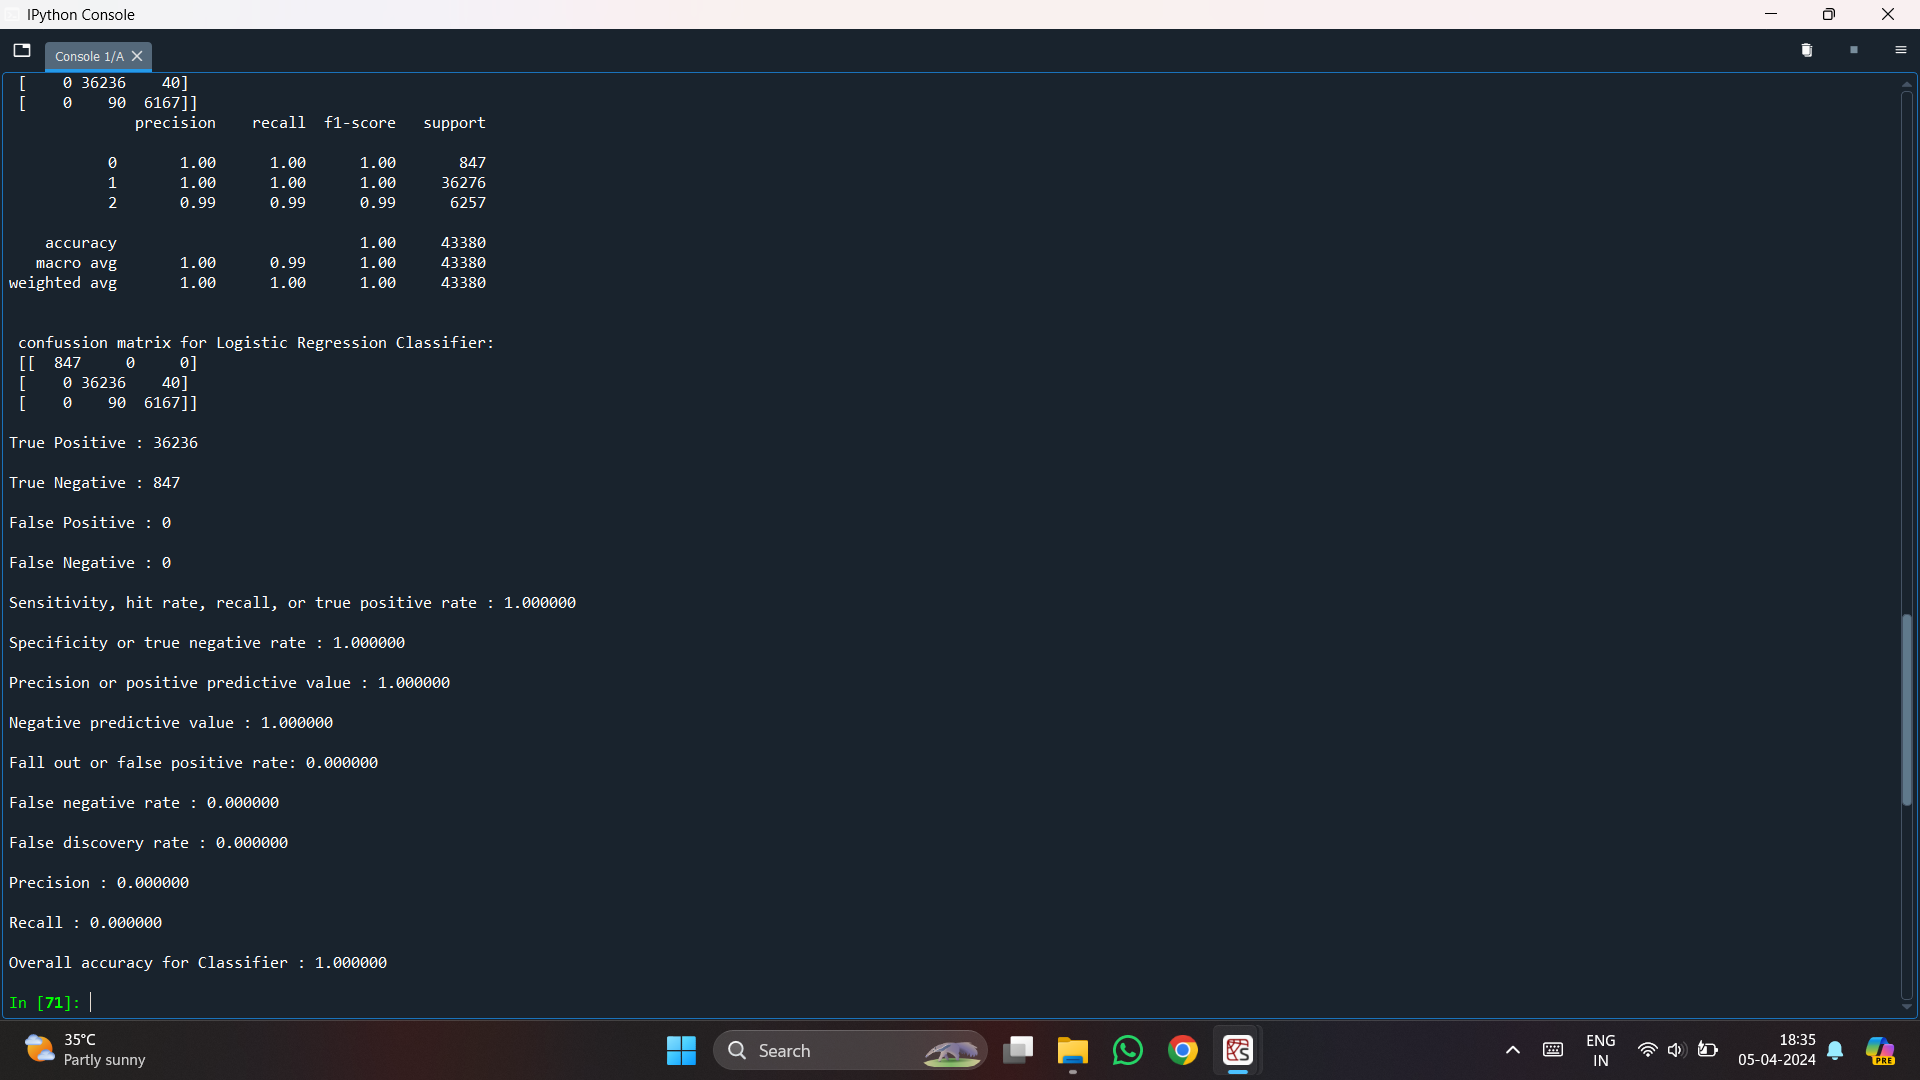 IPython Console
Console 1/A
[    0 36236    40]
[    0    90  6167]]
              precision    recall  f1-score   support
           0       1.00      1.00      1.00       847
           1       1.00      1.00      1.00     36276
           2       0.99      0.99      0.99      6257
    accuracy                           1.00     43380
   macro avg       1.00      0.99      1.00     43380
weighted avg       1.00      1.00      1.00     43380
confussion matrix for Logistic Regression Classifier:
[[  847     0     0]
[    0 36236    40]
[    0    90  6167]]
True Positive : 36236
True Negative : 847
False Positive : 0
False Negative : 0
Sensitivity, hit rate, recall, or true positive rate : 1.000000
Specificity or true negative rate : 1.000000
Precision or positive predictive value : 1.000000
Negative predictive value : 1.000000
Fall out or false positive rate: 0.000000
False negative rate : 0.000000
False discovery rate : 0.000000
Precision : 0.000000
Recall : 0.000000
Overall accuracy for Classifier : 1.000000
In [71]:
35°C
Partly sunny
Search
ENG
IN
18:35
05-04-2024
PRE